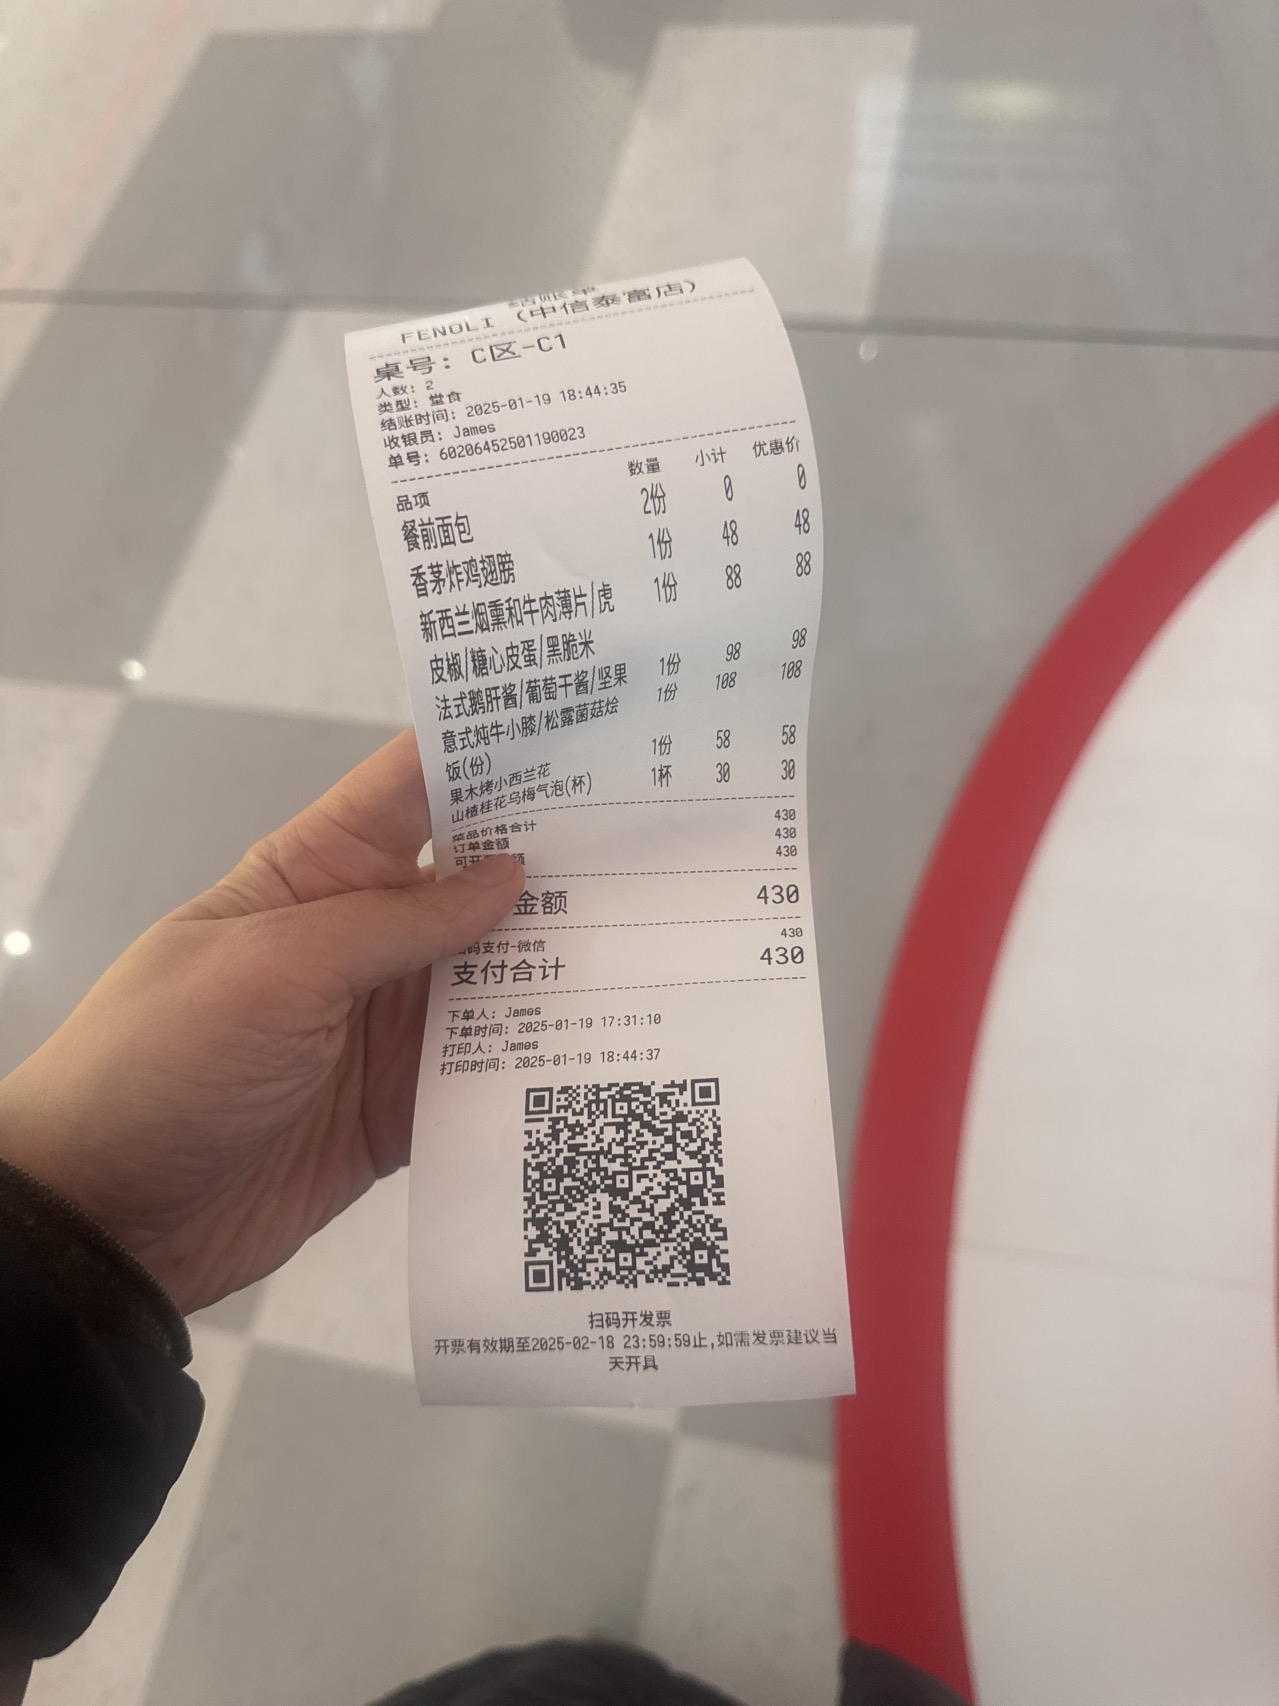 结账单
FENOLI (中信泰富店)
桌号: C区-C1
人数: 2
类型: 堂食
结账时间: 2025-01-19 18:44:35
收银员: James
单号: 60206452501190023
品项 数量 小计 优惠价
餐前面包 2份 0 0
香茅炸鸡翅膀 1份 48 48
新西兰烟熏和牛肉薄片/虎 1份 88 88
皮椒/糖心皮蛋/黑脆米
法式鹅肝酱/葡萄干酱/坚果 1份 98 98
意式炖牛小膝/松露菌菇烩 1份 108 108
饭(份)
果木烤小西兰花 1份 58 58
山楂桂花乌梅气泡(杯) 1杯 30 30
菜品价格合计 430
订单金额 430
可开 额 430
金额 430
码支付-微信 430
支付合计 430
下单人: James
下单时间: 2025-01-19 17:31:10
打印人: James
打印时间: 2025-01-19 18:44:37
扫码开发票
开票有效期至2025-02-18 23:59:59止,如需发票建议当
天开具